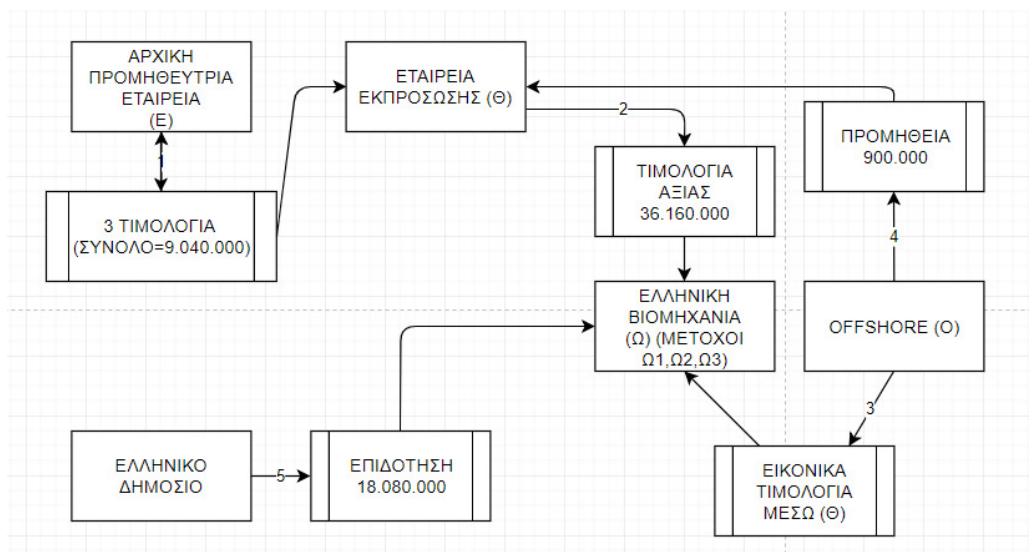 ΑΡΧΙΚΗ
ΠΡΟΜΗΘΕΥΤΡΙΑ
ΕΤΑΙΡΕΙΑ
(Ε)
1
3 ΤΙΜΟΛΟΓΙΑ
(ΣΥΝΟΛΟ=9.040.000)
ΕΤΑΙΡΕΙΑ
ΕΚΠΡΟΣΩΣΗΣ (Θ)
2
ΤΙΜΟΛΟΓΙΑ
ΑΞΙΑΣ
36.160.000
ΠΡΟΜΗΘΕΙΑ
900.000
4
ΕΛΛΗΝΙΚΗ
ΒΙΟΜΗΧΑΝΙΑ
(Ω) (ΜΕΤΟΧΟΙ
Ω1,Ω2,Ω3)
OFFSHORE (Ο)
3
ΕΛΛΗΝΙΚΟ
ΔΗΜΟΣΙΟ
5
ΕΠΙΔΟΤΗΣΗ
18.080.000
ΕΙΚΟΝΙΚΑ
ΤΙΜΟΛΟΓΙΑ
ΜΕΣΩ (Θ)